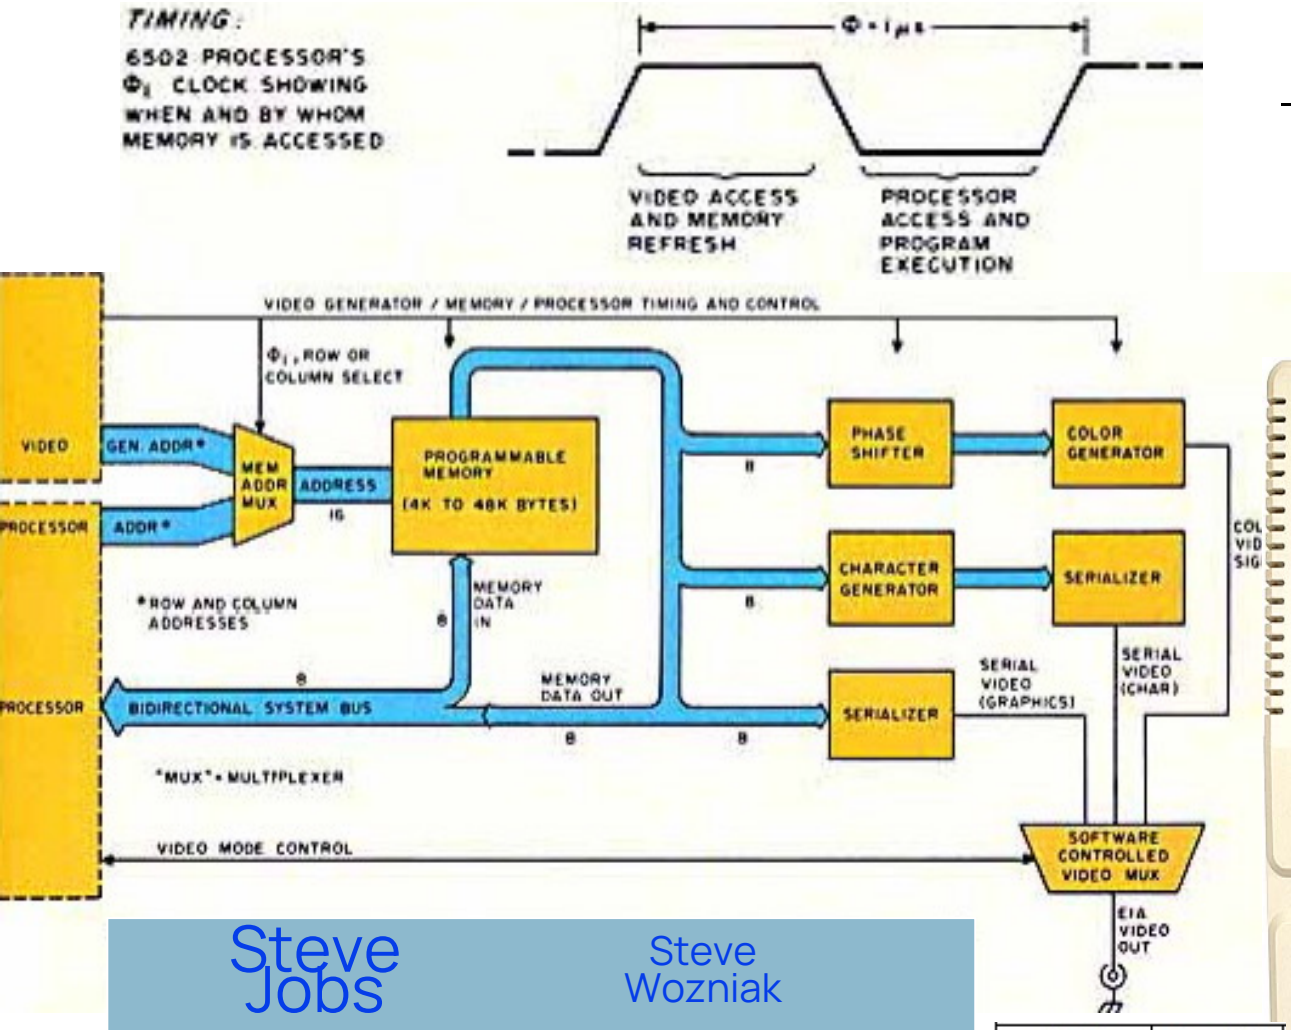 TIMING:
6502 PROCESSOR'S
Φ₁ CLOCK SHOWING
WHEN AND BY WHOM
MEMORY IS ACCESSED
Φ = 1 μs
VIDEO ACCESS
AND MEMORY
REFRESH
PROCESSOR
ACCESS AND
PROGRAM
EXECUTION
VIDEO GENERATOR / MEMORY / PROCESSOR TIMING AND CONTROL
Φ₁, ROW OR
COLUMN SELECT
VIDEO
GEN. ADDR*
MEM
ADDR
MUX
ADDRESS
16
PROCESSOR
ADDR*
PROGRAMMABLE
MEMORY
(4K TO 48K BYTES)
PHASE
SHIFTER
COLOR
GENERATOR
8
COL
VID
SIG
CHARACTER
GENERATOR
SERIALIZER
8
*ROW AND COLUMN
ADDRESSES
MEMORY
DATA
IN
8
SERIAL
VIDEO
(CHAR)
SERIAL
VIDEO
(GRAPHICS)
8
MEMORY
DATA OUT
PROCESSOR
BIDIRECTIONAL SYSTEM BUS
SERIALIZER
8
8
"MUX" = MULTIPLEXER
VIDEO MODE CONTROL
SOFTWARE
CONTROLLED
VIDEO MUX
EIA
VIDEO
OUT
Steve
Jobs
Steve
Wozniak